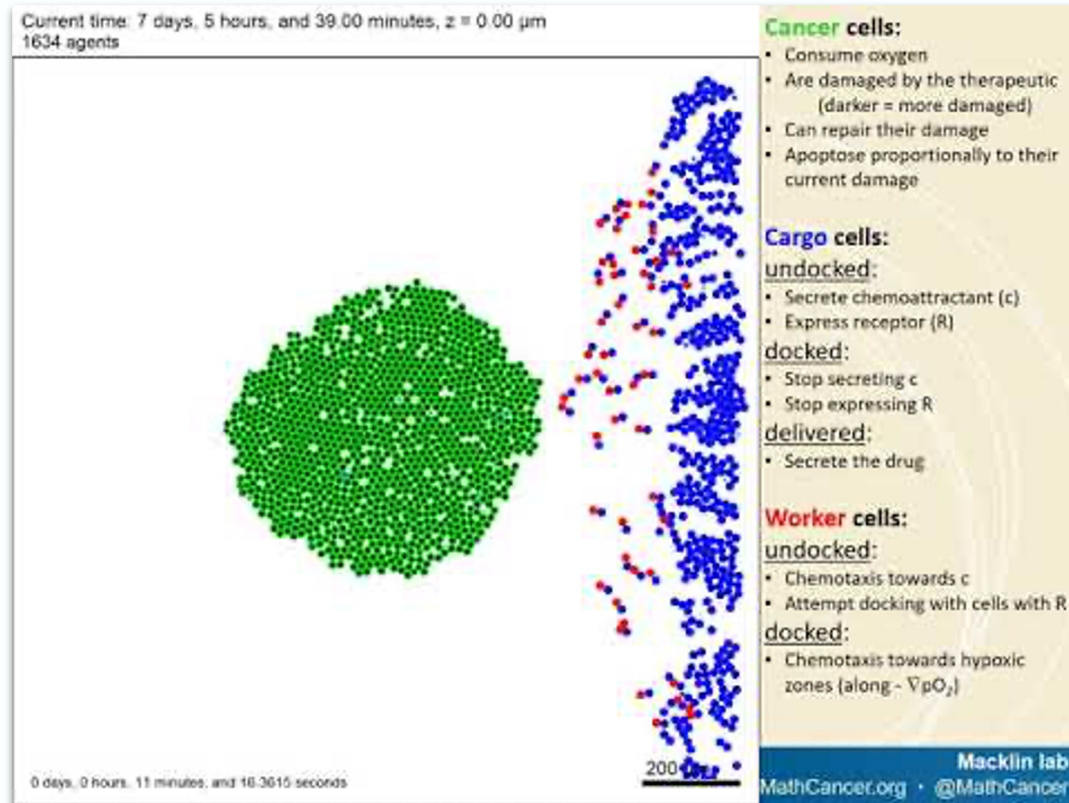 Current time: 7 days, 5 hours, and 39.00 minutes, z = 0.00 μm
1634 agents
0 days, 0 hours, 11 minutes, and 16.3615 seconds
200
Cancer cells:
• Consume oxygen
• Are damaged by the therapeutic
(darker = more damaged)
• Can repair their damage
• Apoptose proportionally to their
current damage
Cargo cells:
undocked:
• Secrete chemoattractant (c)
• Express receptor (R)
docked:
• Stop secreting c
• Stop expressing R
delivered:
• Secrete the drug
Worker cells:
undocked:
• Chemotaxis towards c
• Attempt docking with cells with R
docked:
• Chemotaxis towards hypoxic
zones (along - ∇pO₂)
Macklin lab
MathCancer.org • @MathCancer